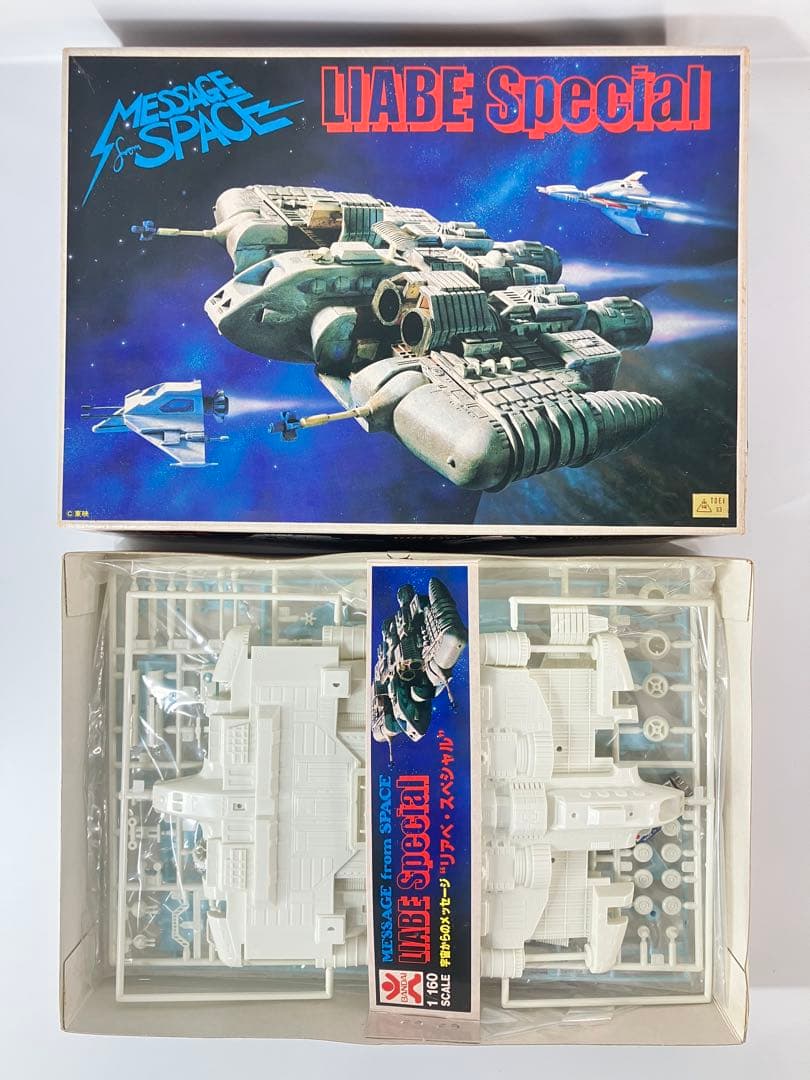 MESSAGE
from SPACE
LIABE Special
©東映
TOEI
MESSAGE from SPACE
LIABE Special
宇宙からのメッセージ “リアベ・スペシャル”
BANDAI
1/160
SCALE